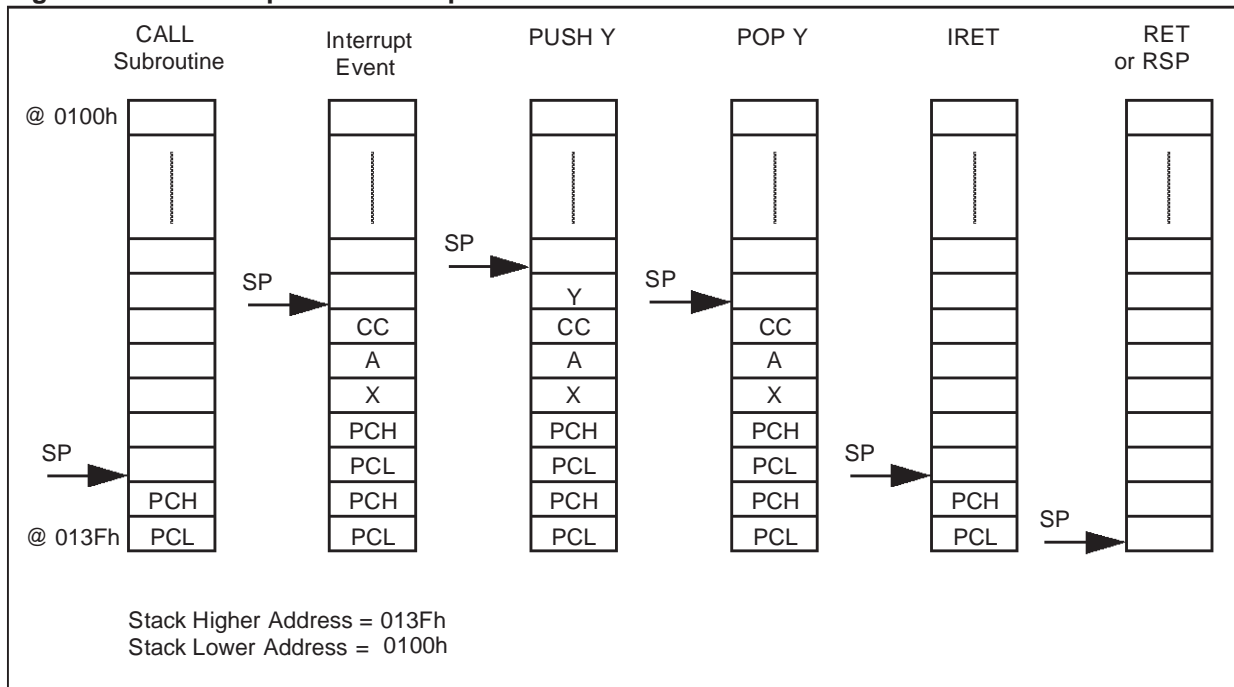 CALL
Subroutine
Interrupt
Event
PUSH Y
POP Y
IRET
RET
or RSP
@ 0100h
SP
PCH
@ 013Fh
PCL
SP
CC
A
X
PCH
PCL
PCH
PCL
SP
Y
CC
A
X
PCH
PCL
PCH
PCL
SP
CC
A
X
PCH
PCL
PCH
PCL
SP
PCH
PCL
SP
Stack Higher Address = 013Fh
Stack Lower Address = 0100h